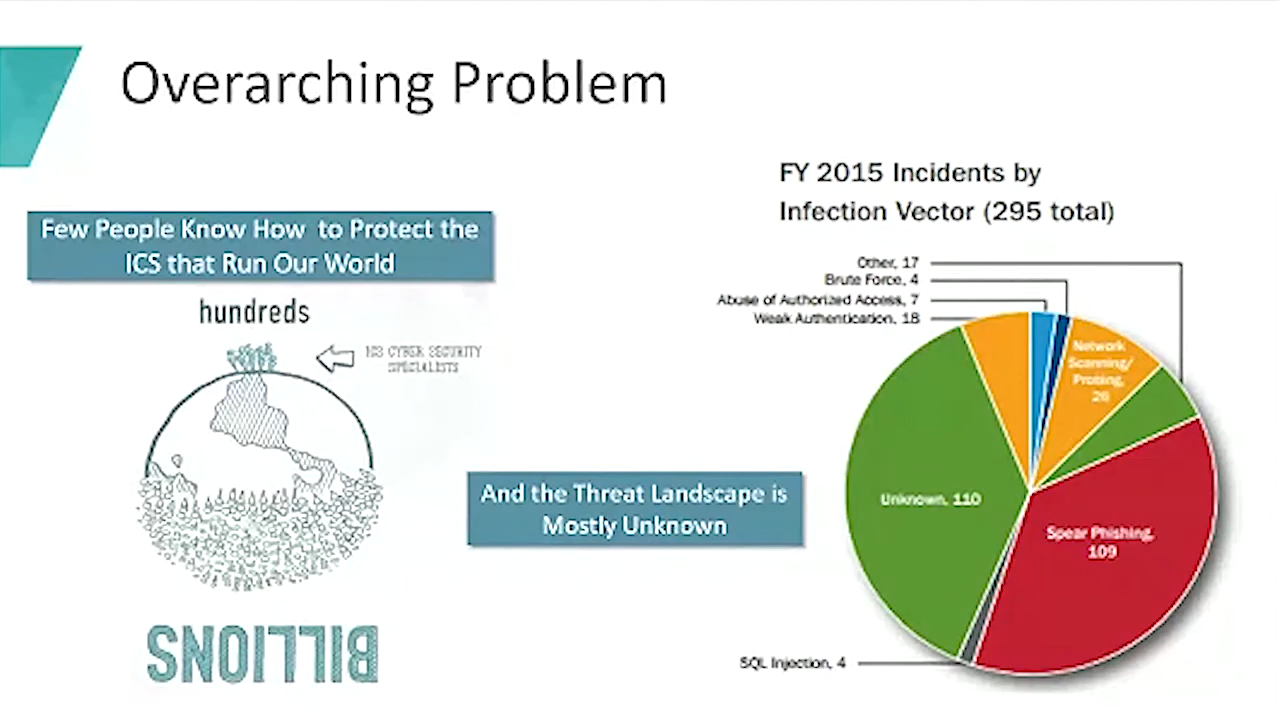 Overarching Problem
Few People Know How to Protect the
ICS that Run Our World
hundreds
ICS CYBER SECURITY
SPECIALISTS
BILLIONS
And the Threat Landscape is
Mostly Unknown
FY 2015 Incidents by
Infection Vector (295 total)
Other, 17
Brute Force, 4
Abuse of Authorized Access, 7
Weak Authentication, 18
Network
Scanning/
Probing,
26
Unknown, 110
Spear Phishing,
109
SQL Injection, 4